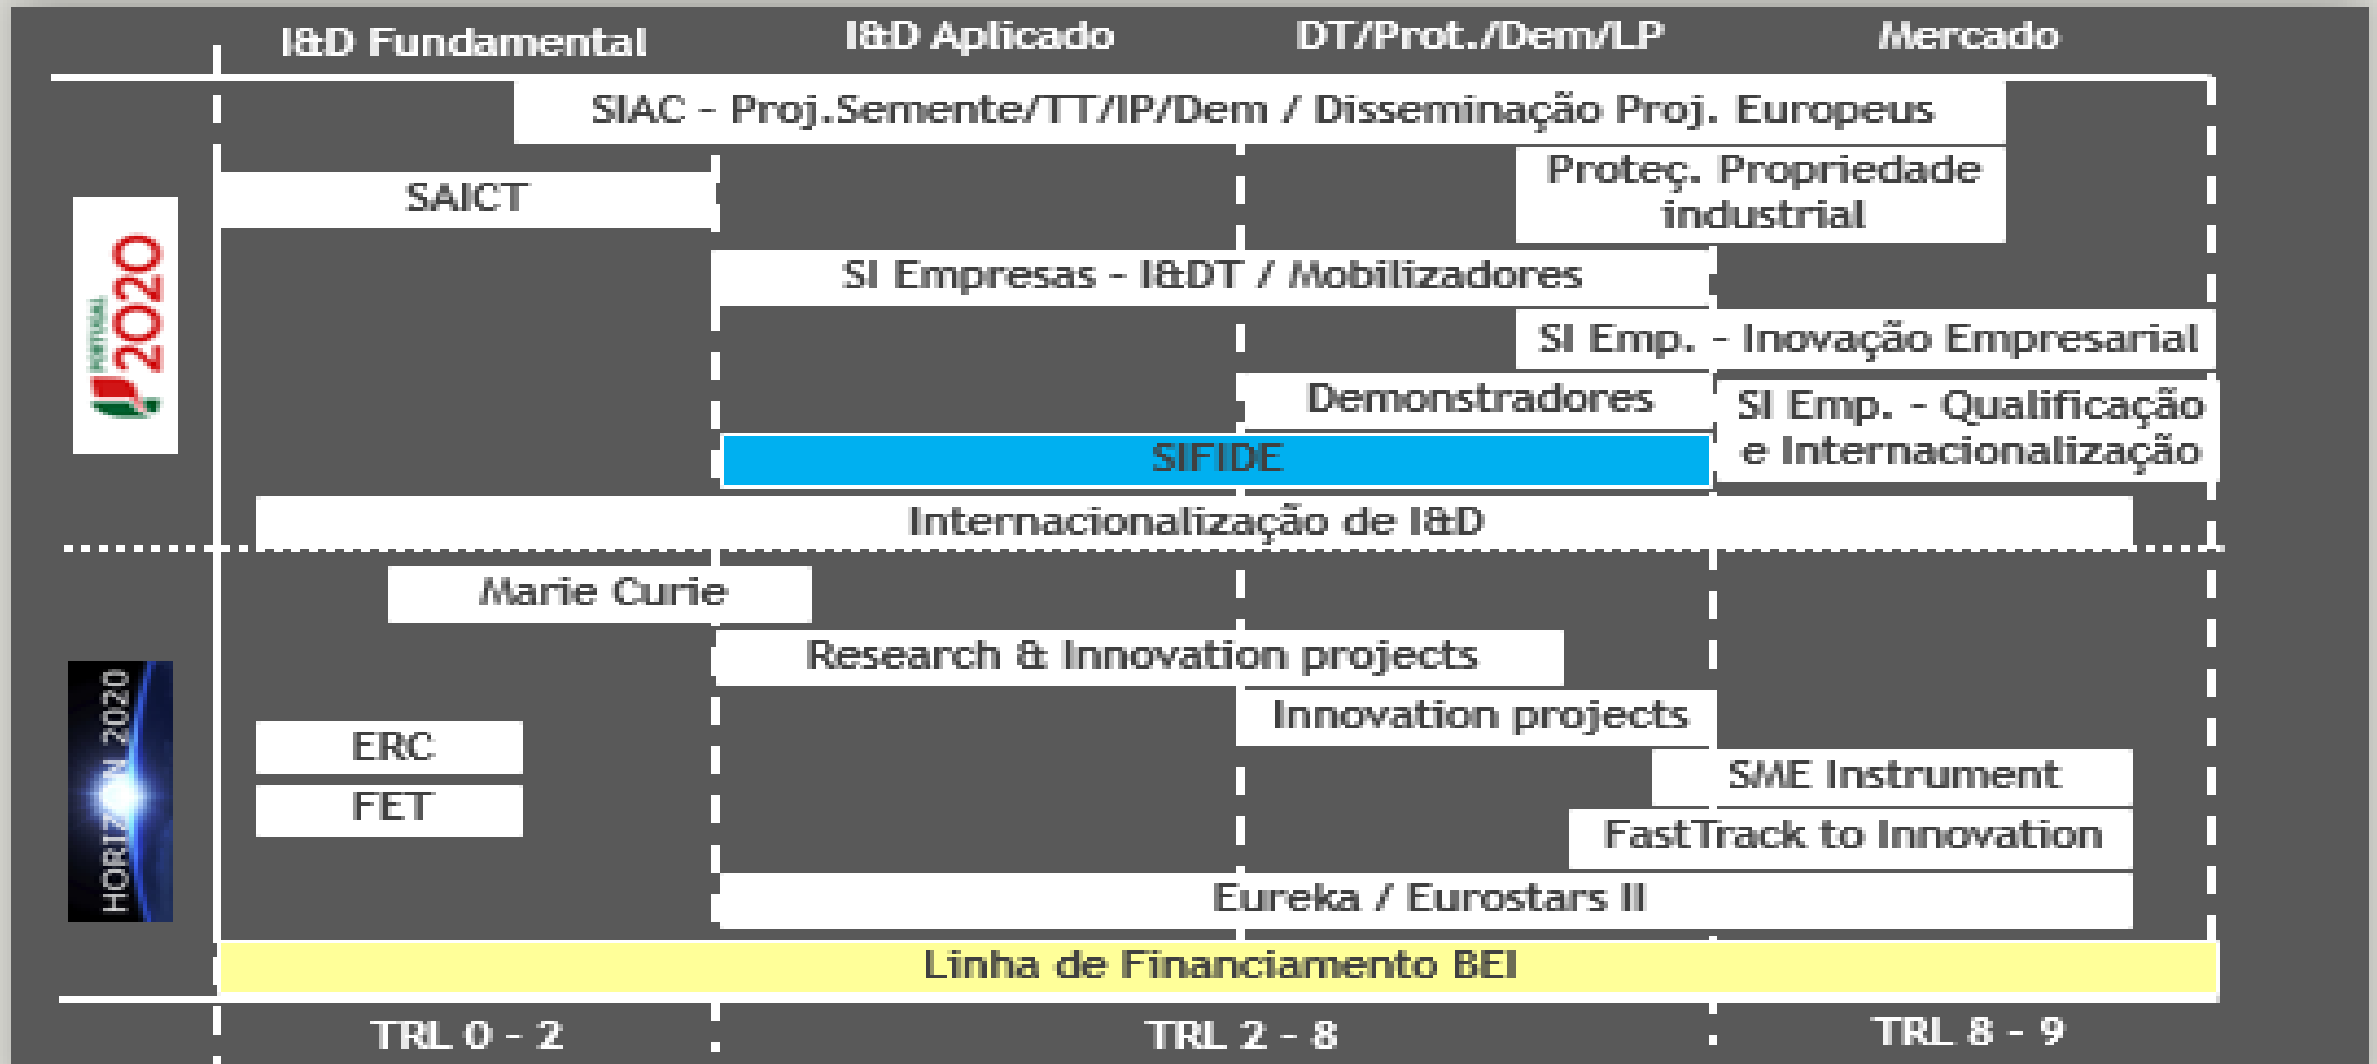 I&D Fundamental
I&D Aplicado
DT/Prot./Dem/LP
Mercado
SIAC - Proj.Semente/TT/IP/Dem / Disseminação Proj. Europeus
SAICT
Proteç. Propriedade
industrial
SI Empresas - I&DT / Mobilizadores
SI Emp. - Inovação Empresarial
Demonstradores
SI Emp. - Qualificação
e Internacionalização
SIFIDE
Internacionalização de I&D
PORTUGAL
2020
Marie Curie
Research & Innovation projects
Innovation projects
ERC
SME Instrument
FET
FastTrack to Innovation
Eureka / Eurostars II
HORIZON 2020
Linha de Financiamento BEI
TRL 0 - 2
TRL 2 - 8
TRL 8 - 9